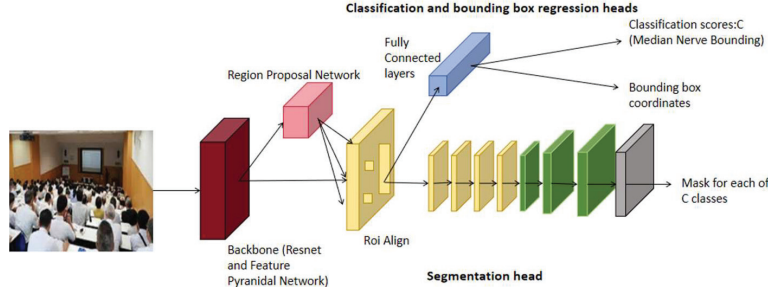 Classification and bounding box regression heads
Classification scores:C
(Median Nerve Bounding)
Fully
Connected
layers
Region Proposal Network
Bounding box
coordinates
Mask for each of
C classes
Roi Align
Backbone (Resnet
and Feature
Pyranidal Network)
Segmentation head